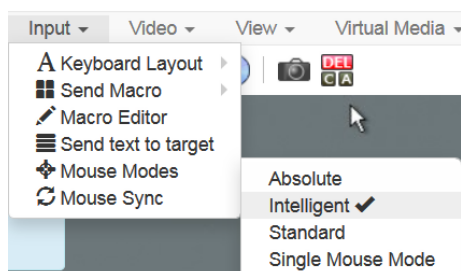 Input Video View Virtual Media
A Keyboard Layout
DEL
C A
Send Macro
Macro Editor
Send text to target
Mouse Modes
Mouse Sync
Absolute
Intelligent
Standard
Single Mouse Mode